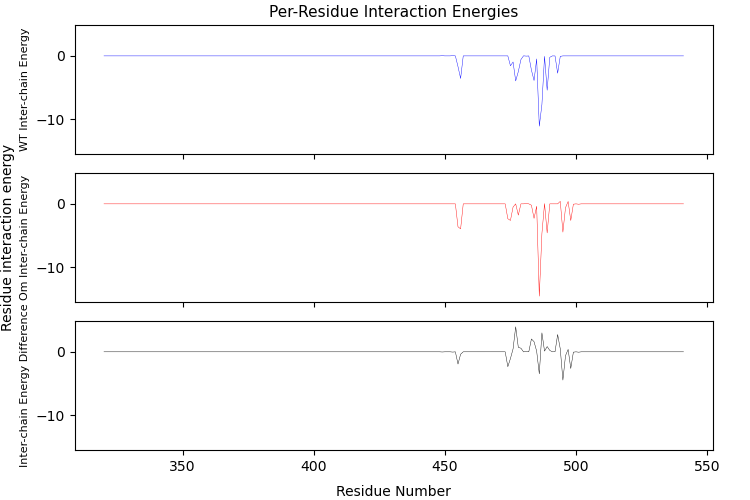 Per-Residue Interaction Energies
Residue interaction energy
WT Inter-chain Energy
0
−10
Om Inter-chain Energy
0
−10
Inter-chain Energy Difference
0
−10
350
400
450
500
550
Residue Number